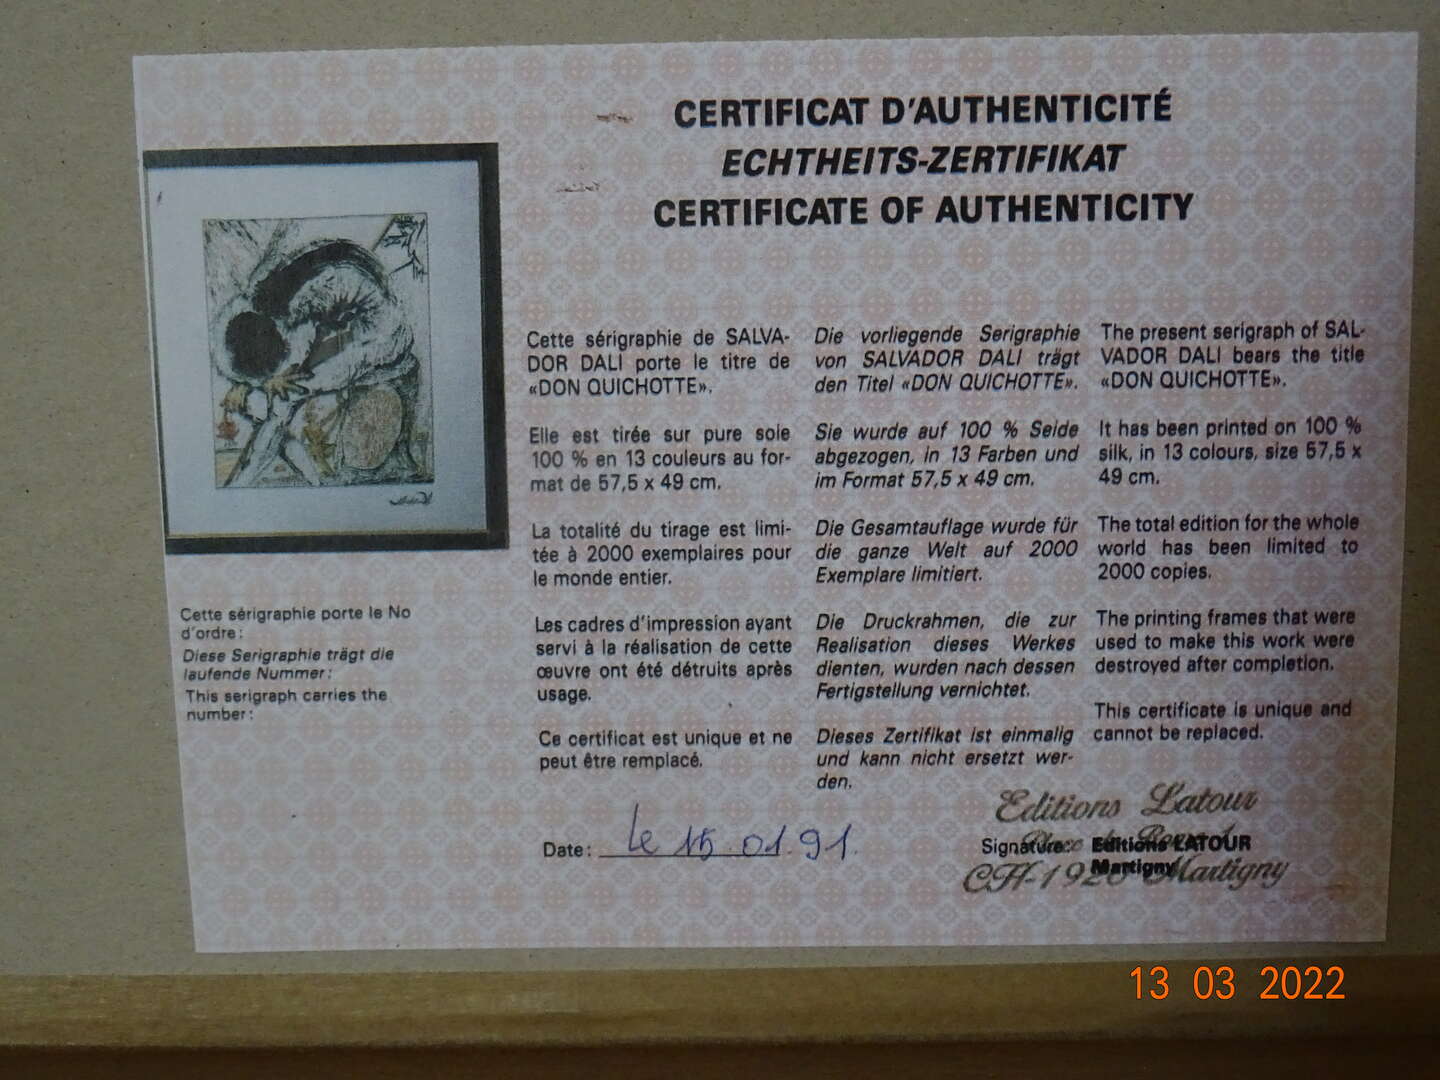 CERTIFICAT D'AUTHENTICITÉ
ECHTHEITS-ZERTIFIKAT
CERTIFICATE OF AUTHENTICITY
Cette sérigraphie de SALVA-
DOR DALI porte le titre de
«DON QUICHOTTE».
Elle est tirée sur pure soie
100 % en 13 couleurs au for-
mat de 57,5 x 49 cm.
La totalité du tirage est limi-
tée à 2000 exemplaires pour
le monde entier.
Les cadres d'impression ayant
servi à la réalisation de cette
œuvre ont été détruits après
usage.
Ce certificat est unique et ne
peut être remplacé.
Die vorliegende Serigraphie
von SALVADOR DALI trägt
den Titel «DON QUICHOTTE».
Sie wurde auf 100 % Seide
abgezogen, in 13 Farben und
im Format 57,5 x 49 cm.
Die Gesamtauflage wurde für
die ganze Welt auf 2000
Exemplare limitiert.
Die Druckrahmen, die zur
Realisation dieses Werkes
dienten, wurden nach dessen
Fertigstellung vernichtet.
Dieses Zertifikat ist einmalig
und kann nicht ersetzt wer-
den.
The present serigraph of SAL-
VADOR DALI bears the title
«DON QUICHOTTE».
It has been printed on 100 %
silk, in 13 colours, size 57,5 x
49 cm.
The total edition for the whole
world has been limited to
2000 copies.
The printing frames that were
used to make this work were
destroyed after completion.
This certificate is unique and
cannot be replaced.
Cette sérigraphie porte le No
d'ordre:
Diese Serigraphie trägt die
laufende Nummer:
This serigraph carries the
number:
Date: le 15.01.91.
Editions Latour
Signature: Editions LATOUR
Martigny
CH-1920 Martigny
13 03 2022